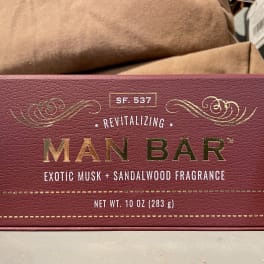 SF. 537
• REVITALIZING •
MAN BAR™
EXOTIC MUSK + SANDALWOOD FRAGRANCE
NET WT. 10 OZ (283 g)